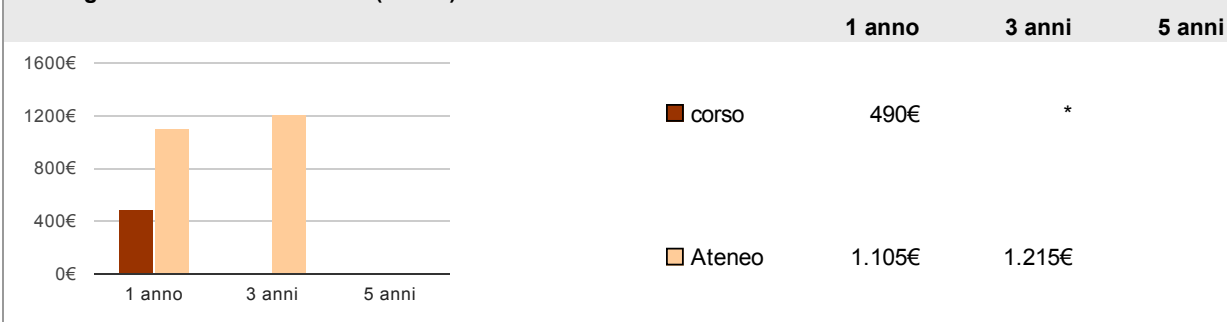 1 anno 3 anni 5 anni
1600€
1200€
800€
400€
0€
1 anno 3 anni 5 anni
corso 490€ *
Ateneo 1.105€ 1.215€